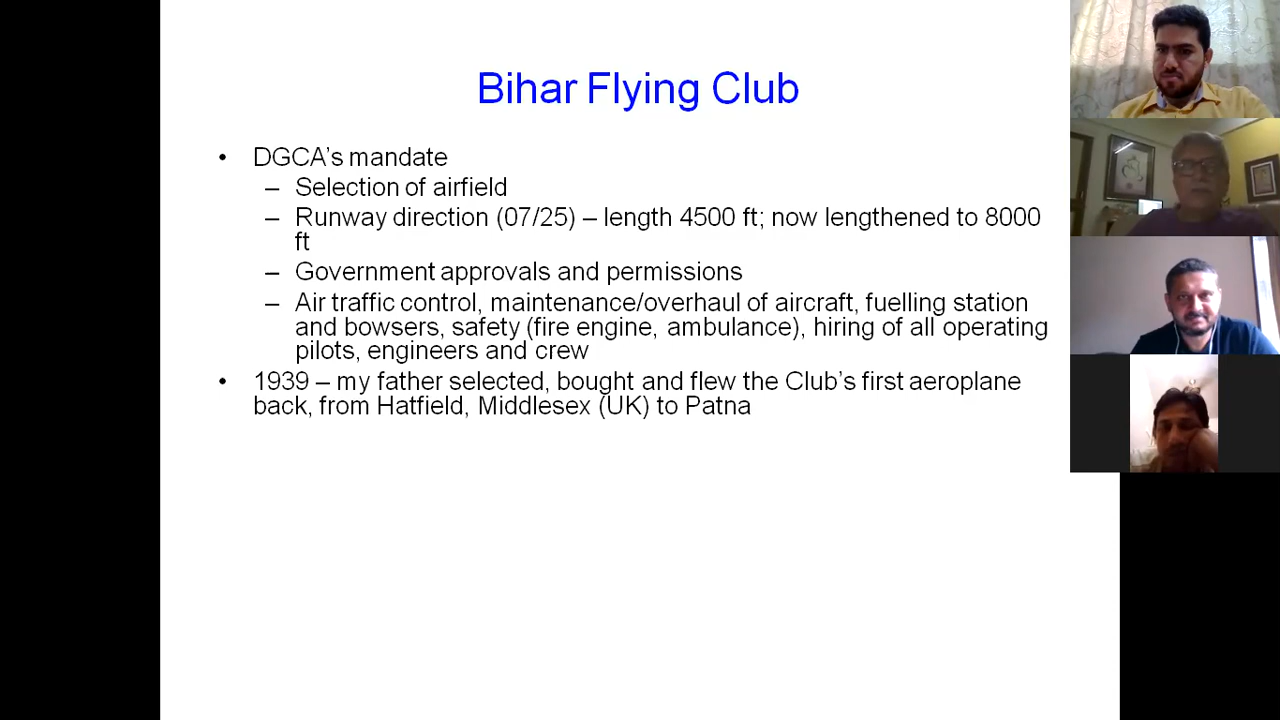 Bihar Flying Club
• DGCA’s mandate
– Selection of airfield
– Runway direction (07/25) – length 4500 ft; now lengthened to 8000
ft
– Government approvals and permissions
– Air traffic control, maintenance/overhaul of aircraft, fuelling station
and bowsers, safety (fire engine, ambulance), hiring of all operating
pilots, engineers and crew
• 1939 – my father selected, bought and flew the Club’s first aeroplane
back, from Hatfield, Middlesex (UK) to Patna